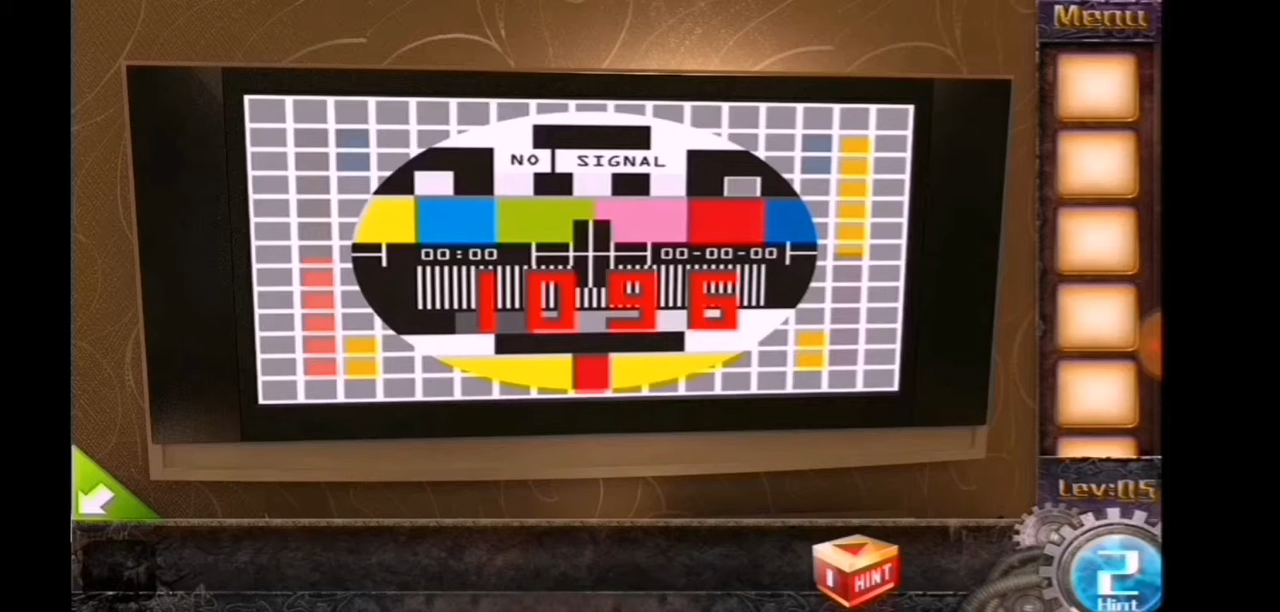 Menu
NO SIGNAL
00:00 00-00-00
1096
Lev:05
HINT
2
Hint